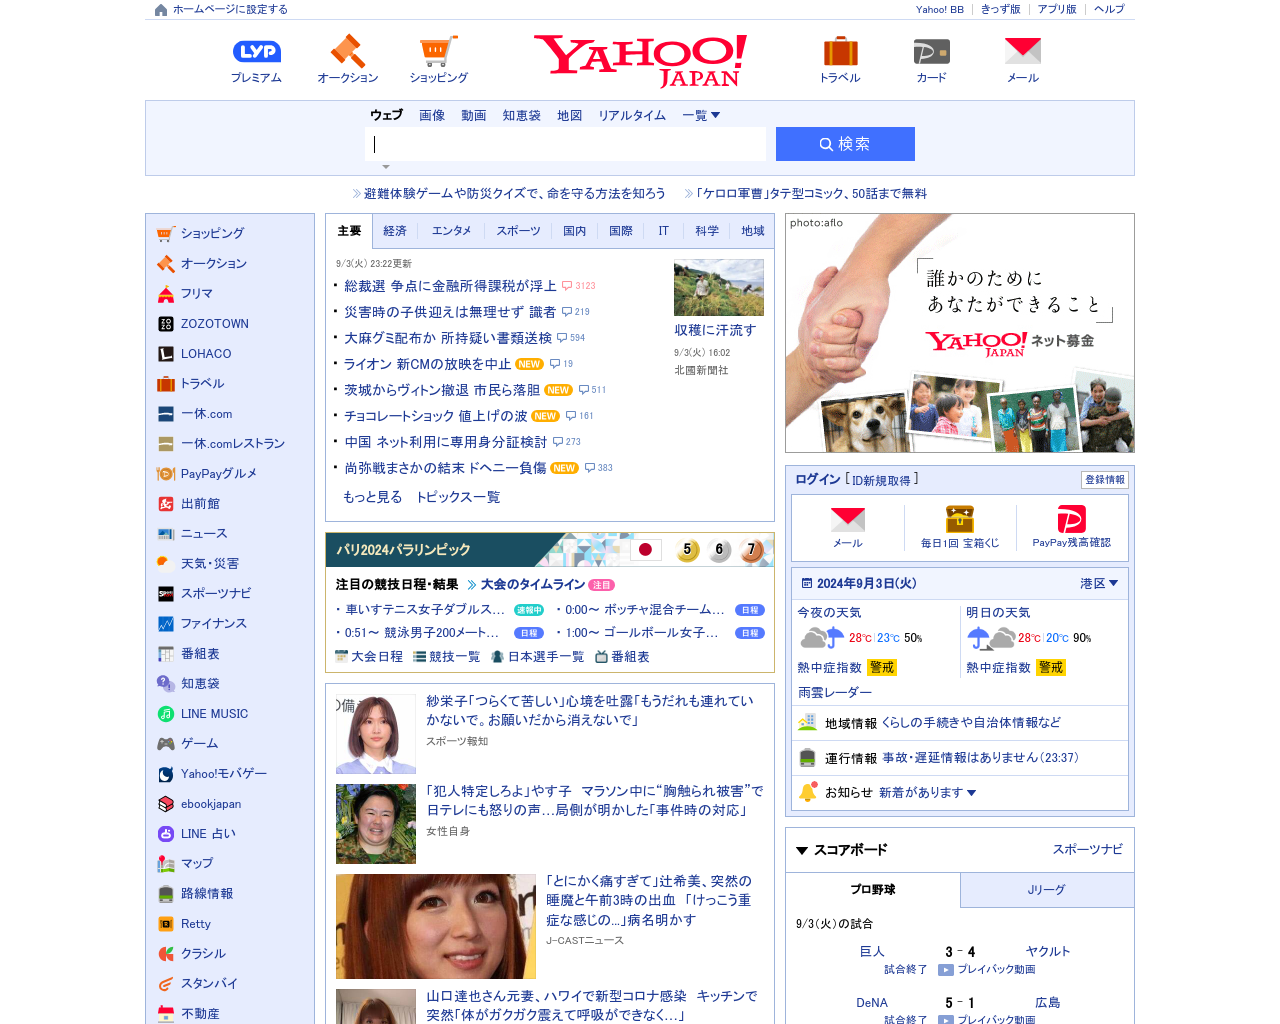 ホームページに設定する
Yahoo! BB
きっず版
アプリ版
ヘルプ
LYP
プレミアム
オークション
ショッピング
YAHOO!
JAPAN
トラベル
カード
メール
ウェブ 画像 動画 知恵袋 地図 リアルタイム 一覧
検索
避難体験ゲームや防災クイズで、命を守る方法を知ろう
「ケロロ軍曹」タテ型コミック、50話まで無料
ショッピング
オークション
フリマ
ZOZOTOWN
LOHACO
トラベル
一休.com
一休.comレストラン
PayPayグルメ
出前館
ニュース
天気・災害
スポーツナビ
ファイナンス
番組表
知恵袋
LINE MUSIC
ゲーム
Yahoo!モバゲー
ebookjapan
LINE 占い
マップ
路線情報
Retty
クラシル
スタンバイ
不動産
主要 経済 エンタメ スポーツ 国内 国際 IT 科学 地域
9/3(火) 23:22更新
総裁選 争点に金融所得課税が浮上 3123
災害時の子供迎えは無理せず 識者 219
大麻グミ配布か 所持疑い書類送検 594
ライオン 新CMの放映を中止 NEW 19
茨城からヴィトン撤退 市民ら落胆 NEW 511
チョコレートショック 値上げの波 NEW 161
中国 ネット利用に専用身分証検討 273
尚弥戦まさかの結末 ドヘニー負傷 NEW 383
もっと見る トピックス一覧
収穫に汗流す
9/3(火) 16:02
北國新聞社
パリ2024パラリンピック
5 6 7
注目の競技日程・結果
大会のタイムライン 注目
・ 車いすテニス女子ダブルス... 速報中
・ 0:00〜 ボッチャ混合チーム... 日程
・ 0:51〜 競泳男子200メート... 日程
・ 1:00〜 ゴールボール女子... 日程
大会日程 競技一覧 日本選手一覧 番組表
紗栄子「つらくて苦しい」心境を吐露「もうだれも連れてい
かないで。お願いだから消えないで」
スポーツ報知
「犯人特定しろよ」やす子　マラソン中に“胸触られ被害”で
日テレにも怒りの声…局側が明かした「事件時の対応」
女性自身
「とにかく痛すぎて」辻希美、突然の
睡魔と午前3時の出血　「けっこう重
症な感じの...」病名明かす
J-CASTニュース
山口達也さん元妻、ハワイで新型コロナ感染　キッチンで
突然「体がガクガク震えて呼吸ができなく…」
photo:aflo
誰かのために
あなたができること
YAHOO!
JAPAN
ネット募金
ログイン [ ID新規取得 ]
登録情報
メール
毎日1回 宝箱くじ
PayPay残高確認
2024年9月3日(火)
港区
今夜の天気
28℃ 23℃ 50%
熱中症指数 警戒
明日の天気
28℃ 20℃ 90%
熱中症指数 警戒
雨雲レーダー
地域情報 くらしの手続きや自治体情報など
運行情報 事故・遅延情報はありません（23:37）
お知らせ 新着があります
スコアボード
スポーツナビ
プロ野球
Jリーグ
9/3（火）の試合
巨人 3 - 4 ヤクルト
試合終了 プレイバック動画
DeNA 5 - 1 広島
試合終了 プレイバック動画